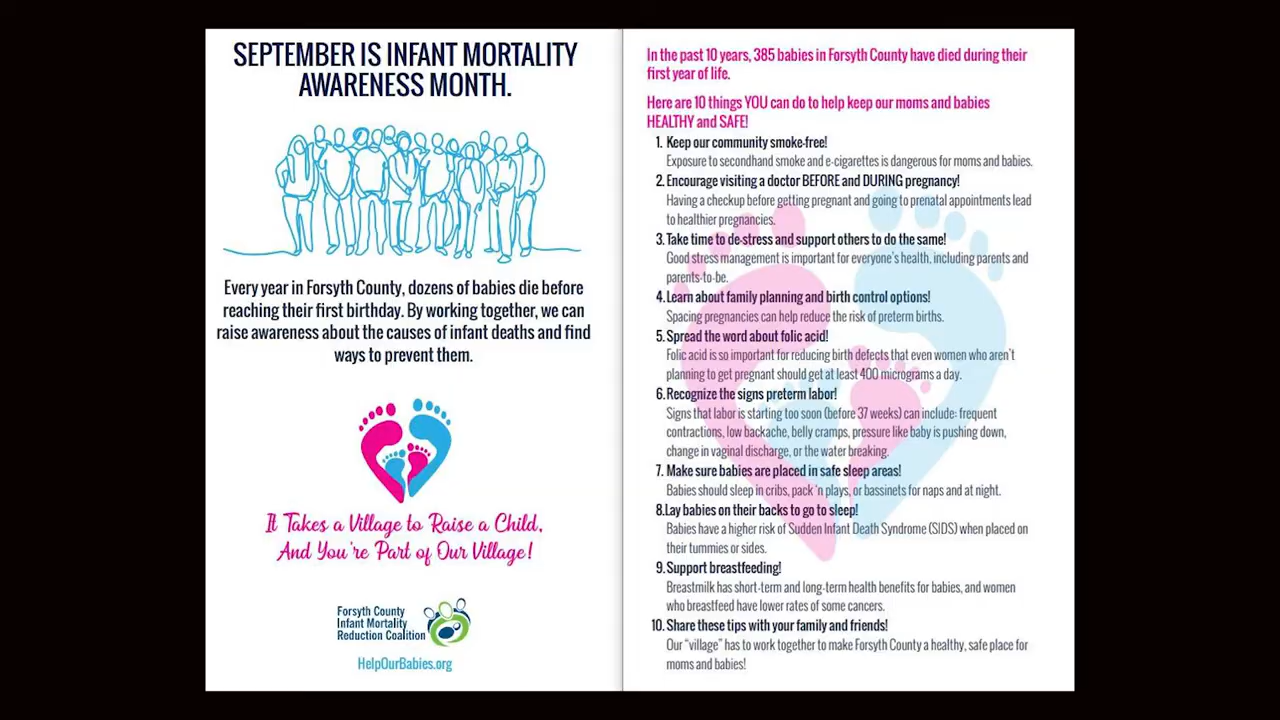 SEPTEMBER IS INFANT MORTALITY
AWARENESS MONTH.
Every year in Forsyth County, dozens of babies die before
reaching their first birthday. By working together, we can
raise awareness about the causes of infant deaths and find
ways to prevent them.
It Takes a Village to Raise a Child,
And You're Part of Our Village!
Forsyth County
Infant Mortality
Reduction Coalition
HelpOurBabies.org
In the past 10 years, 385 babies in Forsyth County have died during their
first year of life.
Here are 10 things YOU can do to help keep our moms and babies
HEALTHY and SAFE!
1. Keep our community smoke-free!
Exposure to secondhand smoke and e-cigarettes is dangerous for moms and babies.
2. Encourage visiting a doctor BEFORE and DURING pregnancy!
Having a checkup before getting pregnant and going to prenatal appointments lead
to healthier pregnancies.
3. Take time to de-stress and support others to do the same!
Good stress management is important for everyone's health, including parents and
parents-to-be.
4. Learn about family planning and birth control options!
Spacing pregnancies can help reduce the risk of preterm births.
5. Spread the word about folic acid!
Folic acid is so important for reducing birth defects that even women who aren't
planning to get pregnant should get at least 400 micrograms a day.
6. Recognize the signs preterm labor!
Signs that labor is starting too soon (before 37 weeks) can include: frequent
contractions, low backache, belly cramps, pressure like baby is pushing down,
change in vaginal discharge, or the water breaking.
7. Make sure babies are placed in safe sleep areas!
Babies should sleep in cribs, pack 'n plays, or bassinets for naps and at night.
8. Lay babies on their backs to go to sleep!
Babies have a higher risk of Sudden Infant Death Syndrome (SIDS) when placed on
their tummies or sides.
9. Support breastfeeding!
Breastmilk has short-term and long-term health benefits for babies, and women
who breastfeed have lower rates of some cancers.
10. Share these tips with your family and friends!
Our "village" has to work together to make Forsyth County a healthy, safe place for
moms and babies!